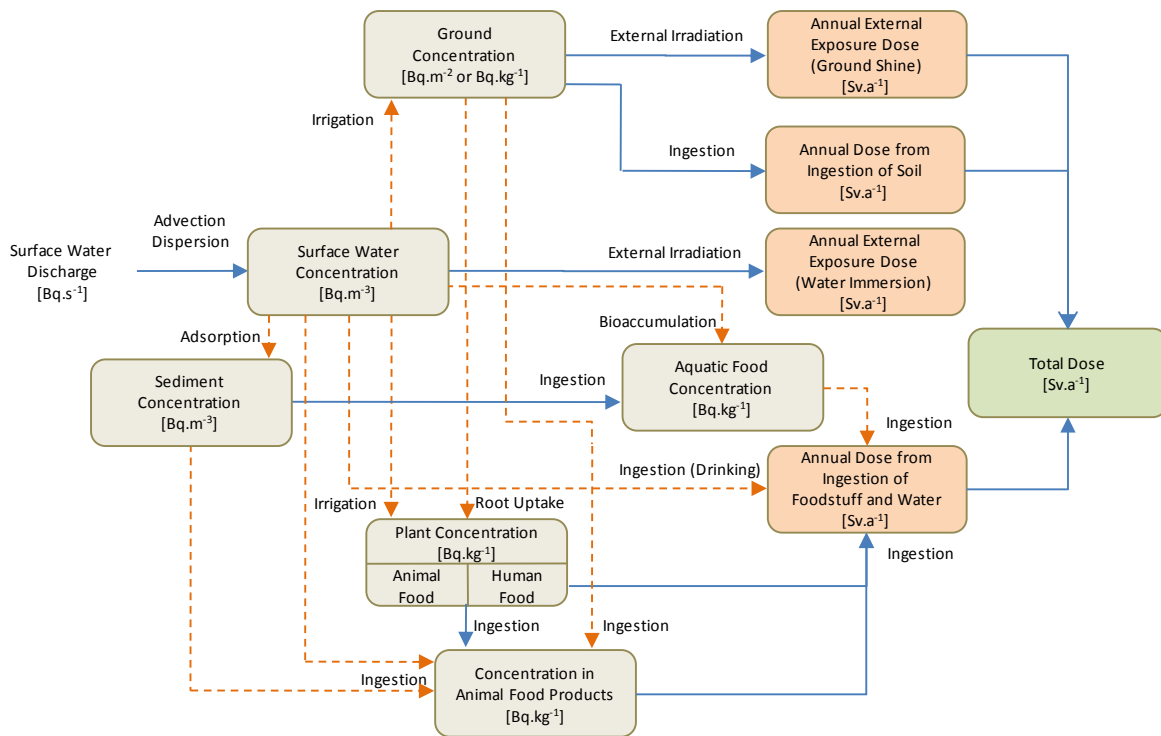 Ground
Concentration
[Bq.m⁻² or Bq.kg⁻¹]
External Irradiation
Annual External
Exposure Dose
(Ground Shine)
[Sv.a⁻¹]
Irrigation
Ingestion
Annual Dose from
Ingestion of Soil
[Sv.a⁻¹]
Advection
Dispersion
Surface Water
Discharge
[Bq.s⁻¹]
Surface Water
Concentration
[Bq.m⁻³]
External Irradiation
Annual External
Exposure Dose
(Water Immersion)
[Sv.a⁻¹]
Adsorption
Bioaccumulation
Sediment
Concentration
[Bq.m⁻³]
Ingestion
Aquatic Food
Concentration
[Bq.kg⁻¹]
Total Dose
[Sv.a⁻¹]
Ingestion
Ingestion (Drinking)
Annual Dose from
Ingestion of
Foodstuff and Water
[Sv.a⁻¹]
Irrigation
Root Uptake
Plant Concentration
[Bq.kg⁻¹]
Animal
Food
Human
Food
Ingestion
Ingestion
Ingestion
Ingestion
Concentration in
Animal Food Products
[Bq.kg⁻¹]